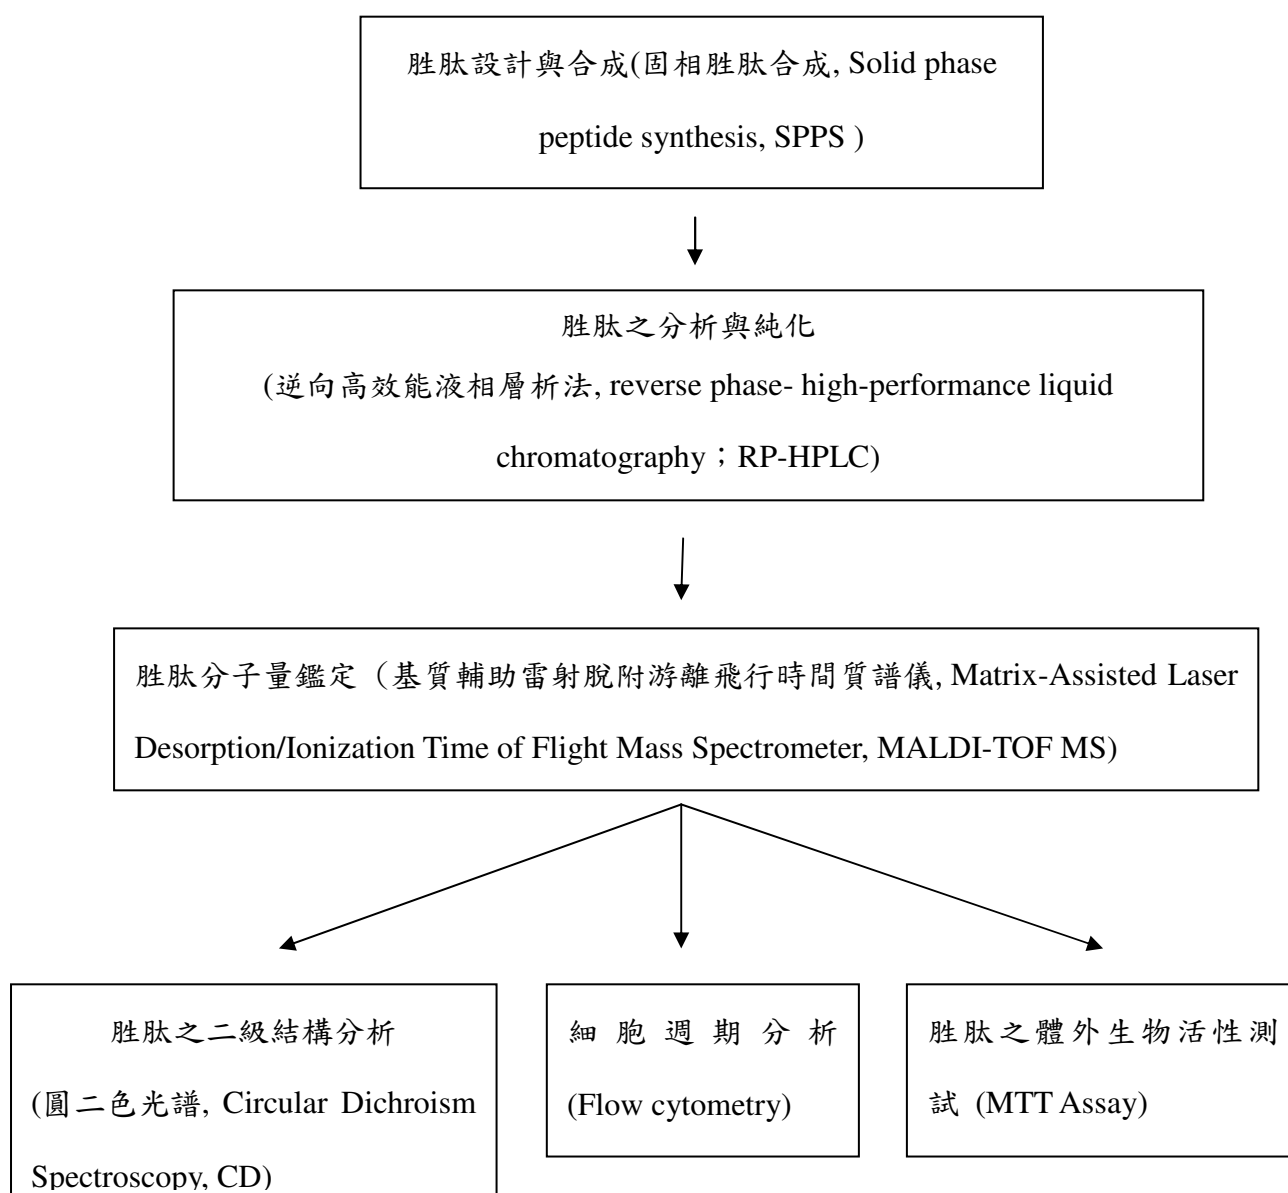 胜肽設計與合成(固相胜肽合成, Solid phase
peptide synthesis, SPPS )
胜肽之分析與純化
(逆向高效能液相層析法, reverse phase- high-performance liquid
chromatography；RP-HPLC)
胜肽分子量鑑定（基質輔助雷射脫附游離飛行時間質譜儀, Matrix-Assisted Laser
Desorption/Ionization Time of Flight Mass Spectrometer, MALDI-TOF MS)
胜肽之二級結構分析
(圓二色光譜, Circular Dichroism
Spectroscopy, CD)
細胞週期分析
(Flow cytometry)
胜肽之體外生物活性測
試 (MTT Assay)